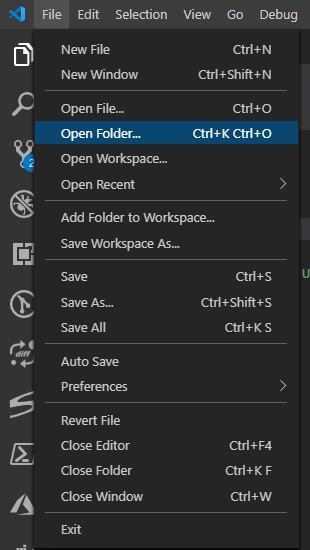 File Edit Selection View Go Debug
New File Ctrl+N
New Window Ctrl+Shift+N
Open File... Ctrl+O
Open Folder... Ctrl+K Ctrl+O
Open Workspace...
Open Recent
Add Folder to Workspace...
Save Workspace As...
Save Ctrl+S
Save As... Ctrl+Shift+S
Save All Ctrl+K S
Auto Save
Preferences
Revert File
Close Editor Ctrl+F4
Close Folder Ctrl+K F
Close Window Ctrl+W
Exit
2
diff
U